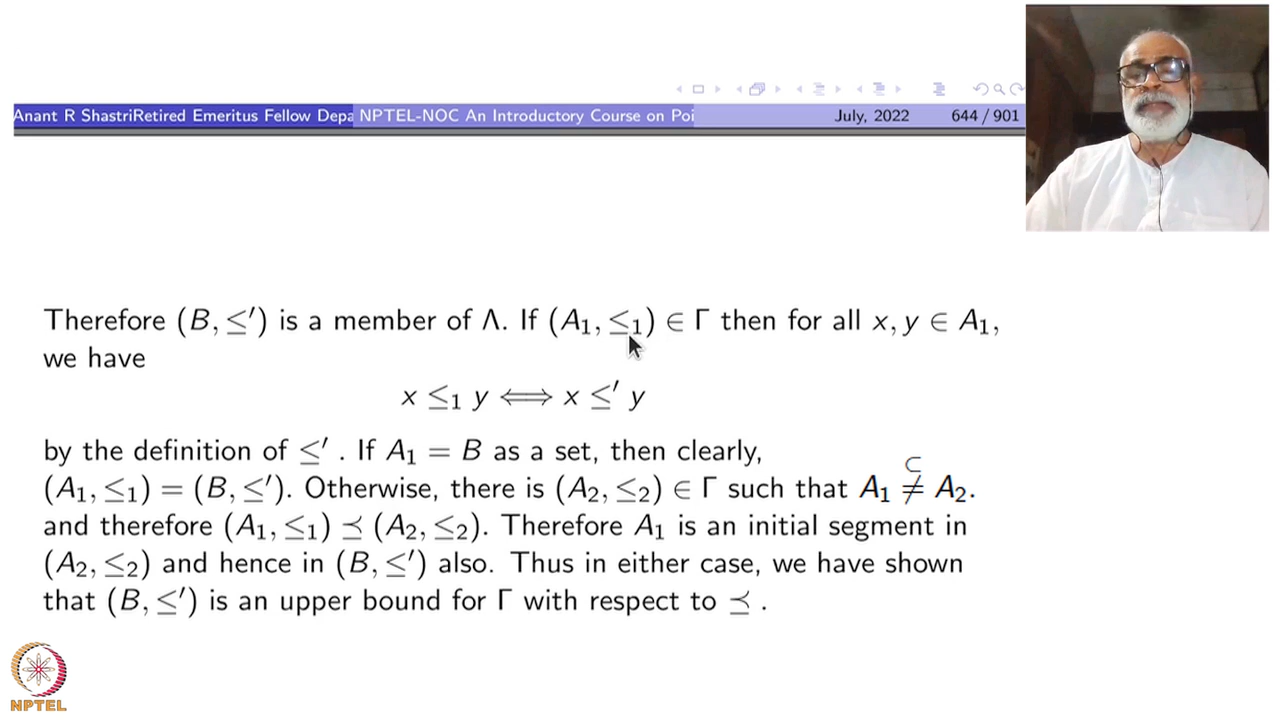 Anant R Shastri Retired Emeritus Fellow Depa NPTEL-NOC An Introductory Course on Poi July, 2022 644 / 901
Therefore (B, ≤′) is a member of Λ. If (A₁, ≤₁) ∈ Γ then for all x, y ∈ A₁,
we have
x ≤₁ y ⟺ x ≤′ y
by the definition of ≤′ . If A₁ = B as a set, then clearly,
(A₁, ≤₁) = (B, ≤′). Otherwise, there is (A₂, ≤₂) ∈ Γ such that A₁ ⊊ A₂.
and therefore (A₁, ≤₁) ⪯ (A₂, ≤₂). Therefore A₁ is an initial segment in
(A₂, ≤₂) and hence in (B, ≤′) also. Thus in either case, we have shown
that (B, ≤′) is an upper bound for Γ with respect to ⪯ .
NPTEL